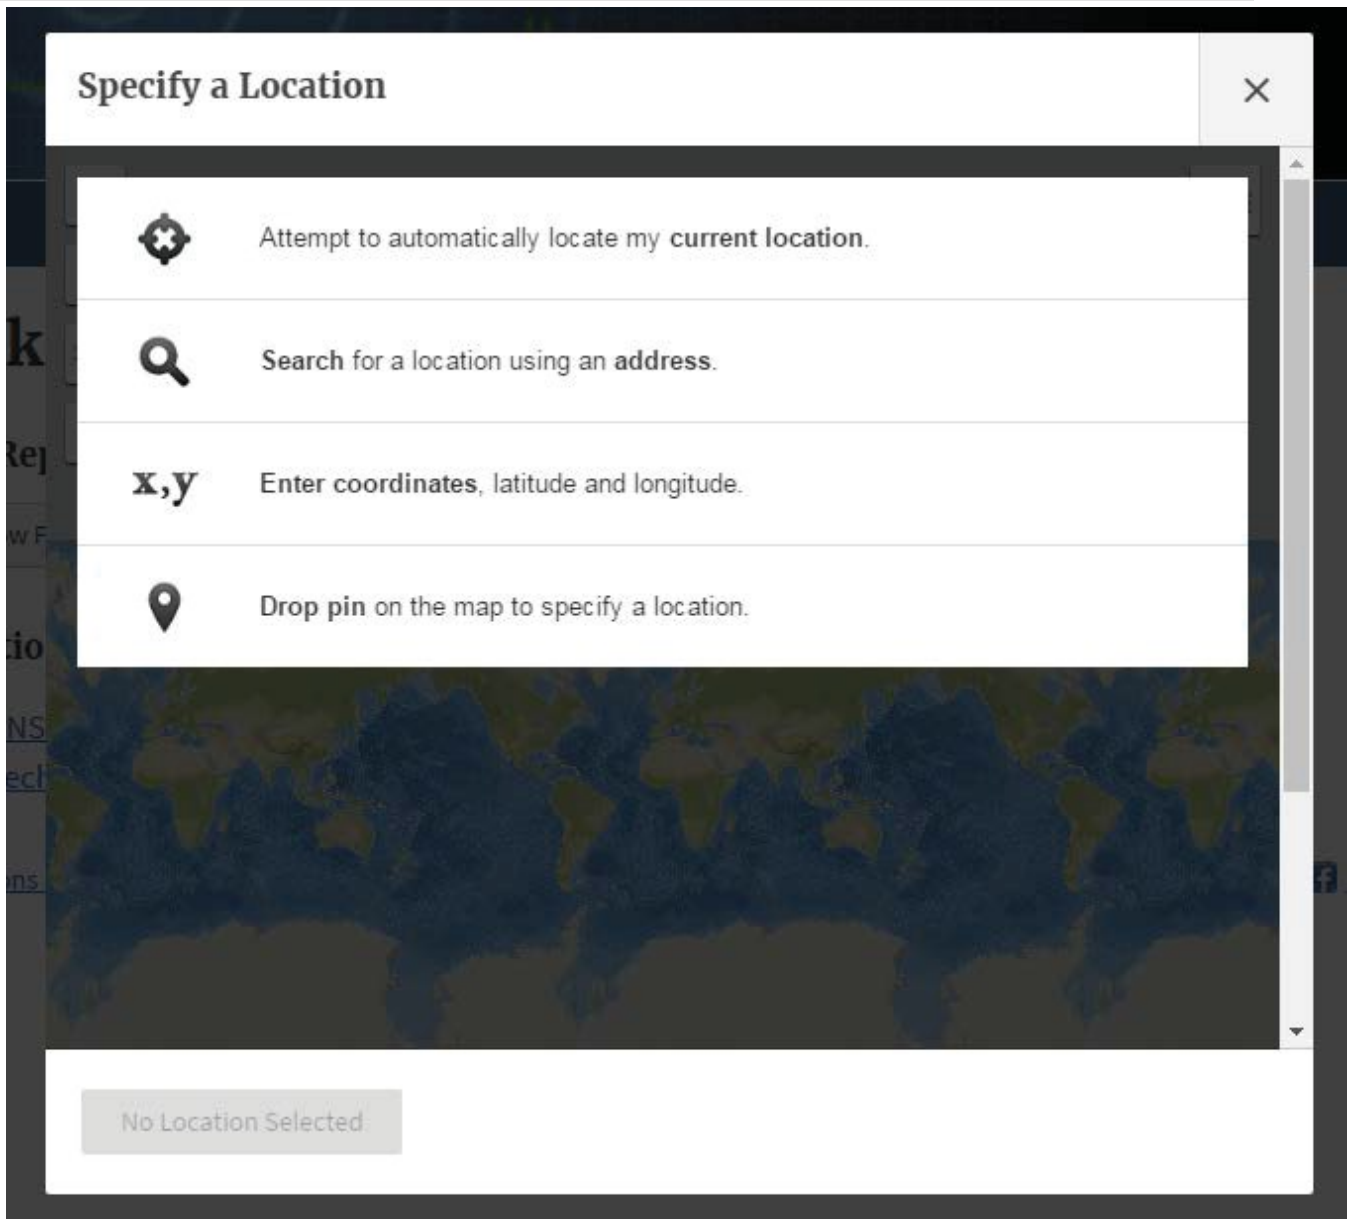 Specify a Location
Attempt to automatically locate my current location.
Search for a location using an address.
x,y Enter coordinates, latitude and longitude.
Drop pin on the map to specify a location.
No Location Selected